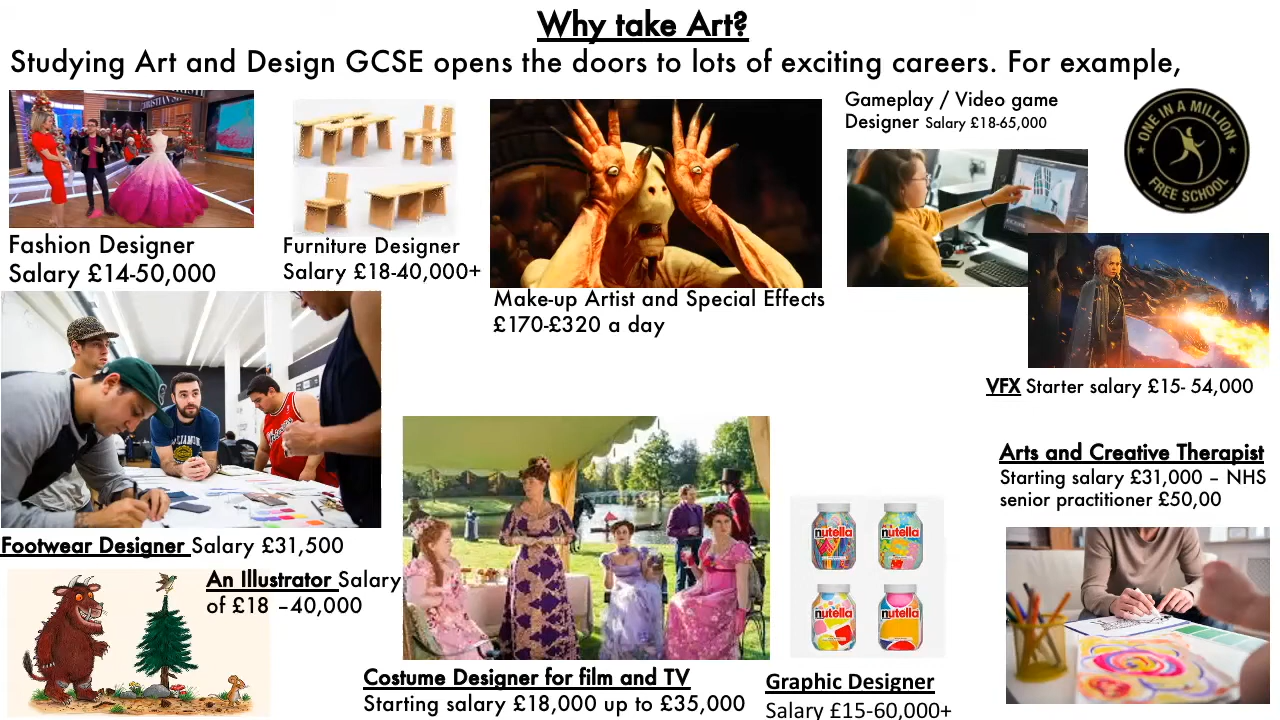 Why take Art?
Studying Art and Design GCSE opens the doors to lots of exciting careers. For example,
Fashion Designer
Salary £14-50,000
Furniture Designer
Salary £18-40,000+
Make-up Artist and Special Effects
£170-£320 a day
Gameplay / Video game
Designer Salary £18-65,000
ONE IN A MILLION
FREE SCHOOL
VFX Starter salary £15- 54,000
Arts and Creative Therapist
Starting salary £31,000 – NHS
senior practitioner £50,00
Footwear Designer Salary £31,500
An Illustrator Salary
of £18 –40,000
Costume Designer for film and TV
Starting salary £18,000 up to £35,000
nutella
nutella
nutella
nutella
Graphic Designer
Salary £15-60,000+